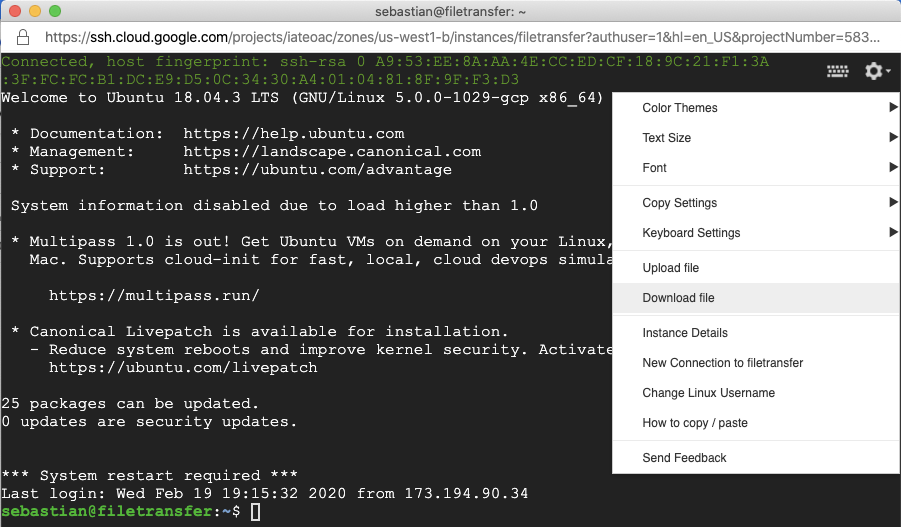 sebastian@filetransfer: ~
https://ssh.cloud.google.com/projects/iateoac/zones/us-west1-b/instances/filetransfer?authuser=1&hl=en_US&projectNumber=583...
Connected, host fingerprint: ssh-rsa 0 A9:53:EE:8A:AA:4E:CC:ED:CF:18:9C:21:F1:3A
:3F:FC:FC:B1:DC:E9:D5:0C:34:30:A4:01:04:81:8F:9F:F3:D3
Welcome to Ubuntu 18.04.3 LTS (GNU/Linux 5.0.0-1029-gcp x86_64)
* Documentation:  https://help.ubuntu.com
* Management:     https://landscape.canonical.com
* Support:        https://ubuntu.com/advantage
System information disabled due to load higher than 1.0
* Multipass 1.0 is out! Get Ubuntu VMs on demand on your Linux,
Mac. Supports cloud-init for fast, local, cloud devops simula
https://multipass.run/
* Canonical Livepatch is available for installation.
- Reduce system reboots and improve kernel security. Activate
https://ubuntu.com/livepatch
25 packages can be updated.
0 updates are security updates.
*** System restart required ***
Last login: Wed Feb 19 19:15:32 2020 from 173.194.90.34
sebastian@filetransfer:~$
Color Themes
Text Size
Font
Copy Settings
Keyboard Settings
Upload file
Download file
Instance Details
New Connection to filetransfer
Change Linux Username
How to copy / paste
Send Feedback